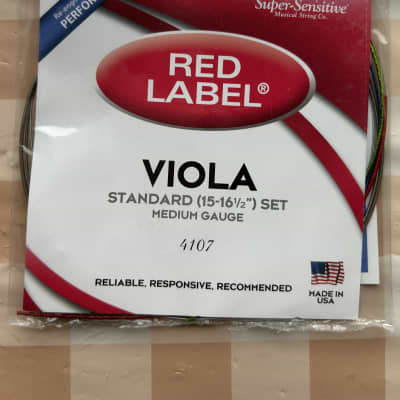 Super-Sensitive®
Musical String Co.
PERFOR
RED
LABEL®
VIOLA
STANDARD (15-16½") SET
MEDIUM GAUGE
4107
RELIABLE, RESPONSIVE, RECOMMENDED
MADE IN
USA